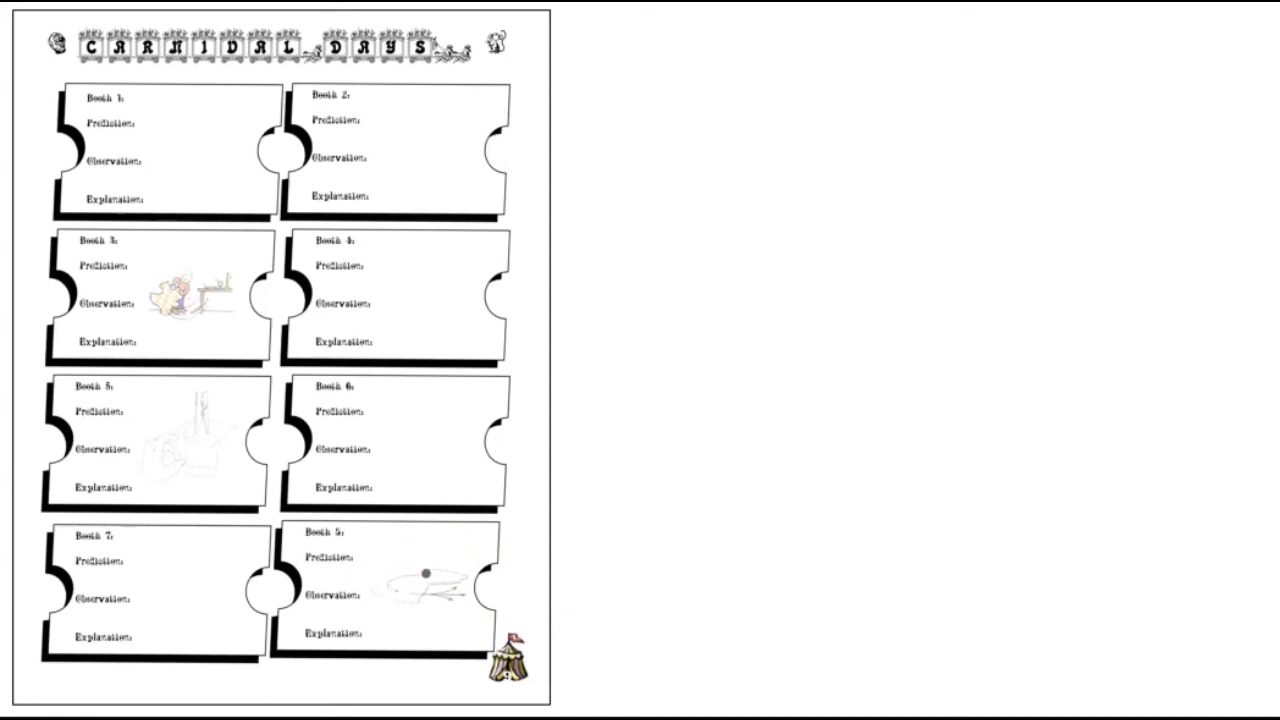 CARNIVAL DAYS
Booth 1:
Prediction:
Observation:
Explanation:
Booth 2:
Prediction:
Observation:
Explanation:
Booth 3:
Prediction:
Observation:
Explanation:
Booth 4:
Prediction:
Observation:
Explanation:
Booth 5:
Prediction:
Observation:
Explanation:
Booth 6:
Prediction:
Observation:
Explanation:
Booth 7:
Prediction:
Observation:
Explanation:
Booth 5:
Prediction:
Observation:
Explanation: